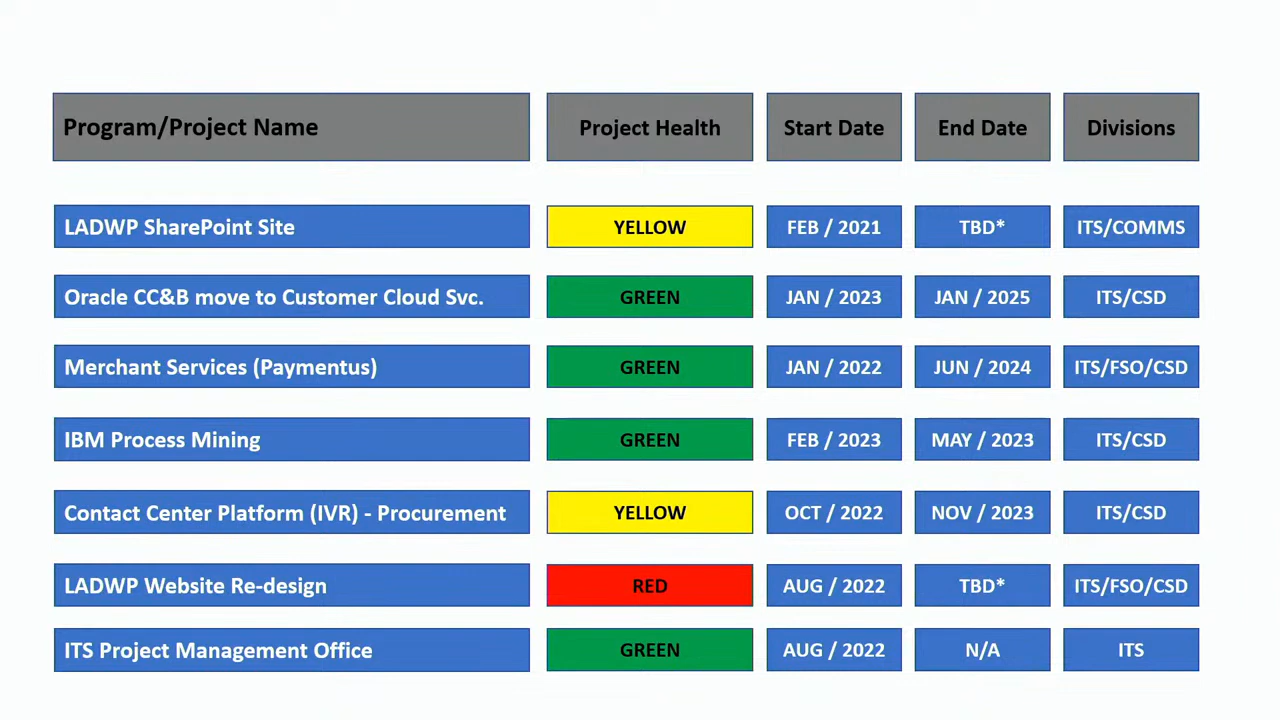 Program/Project Name Project Health Start Date End Date Divisions
LADWP SharePoint Site YELLOW FEB / 2021 TBD* ITS/COMMS
Oracle CC&B move to Customer Cloud Svc. GREEN JAN / 2023 JAN / 2025 ITS/CSD
Merchant Services (Paymentus) GREEN JAN / 2022 JUN / 2024 ITS/FSO/CSD
IBM Process Mining GREEN FEB / 2023 MAY / 2023 ITS/CSD
Contact Center Platform (IVR) - Procurement YELLOW OCT / 2022 NOV / 2023 ITS/CSD
LADWP Website Re-design RED AUG / 2022 TBD* ITS/FSO/CSD
ITS Project Management Office GREEN AUG / 2022 N/A ITS